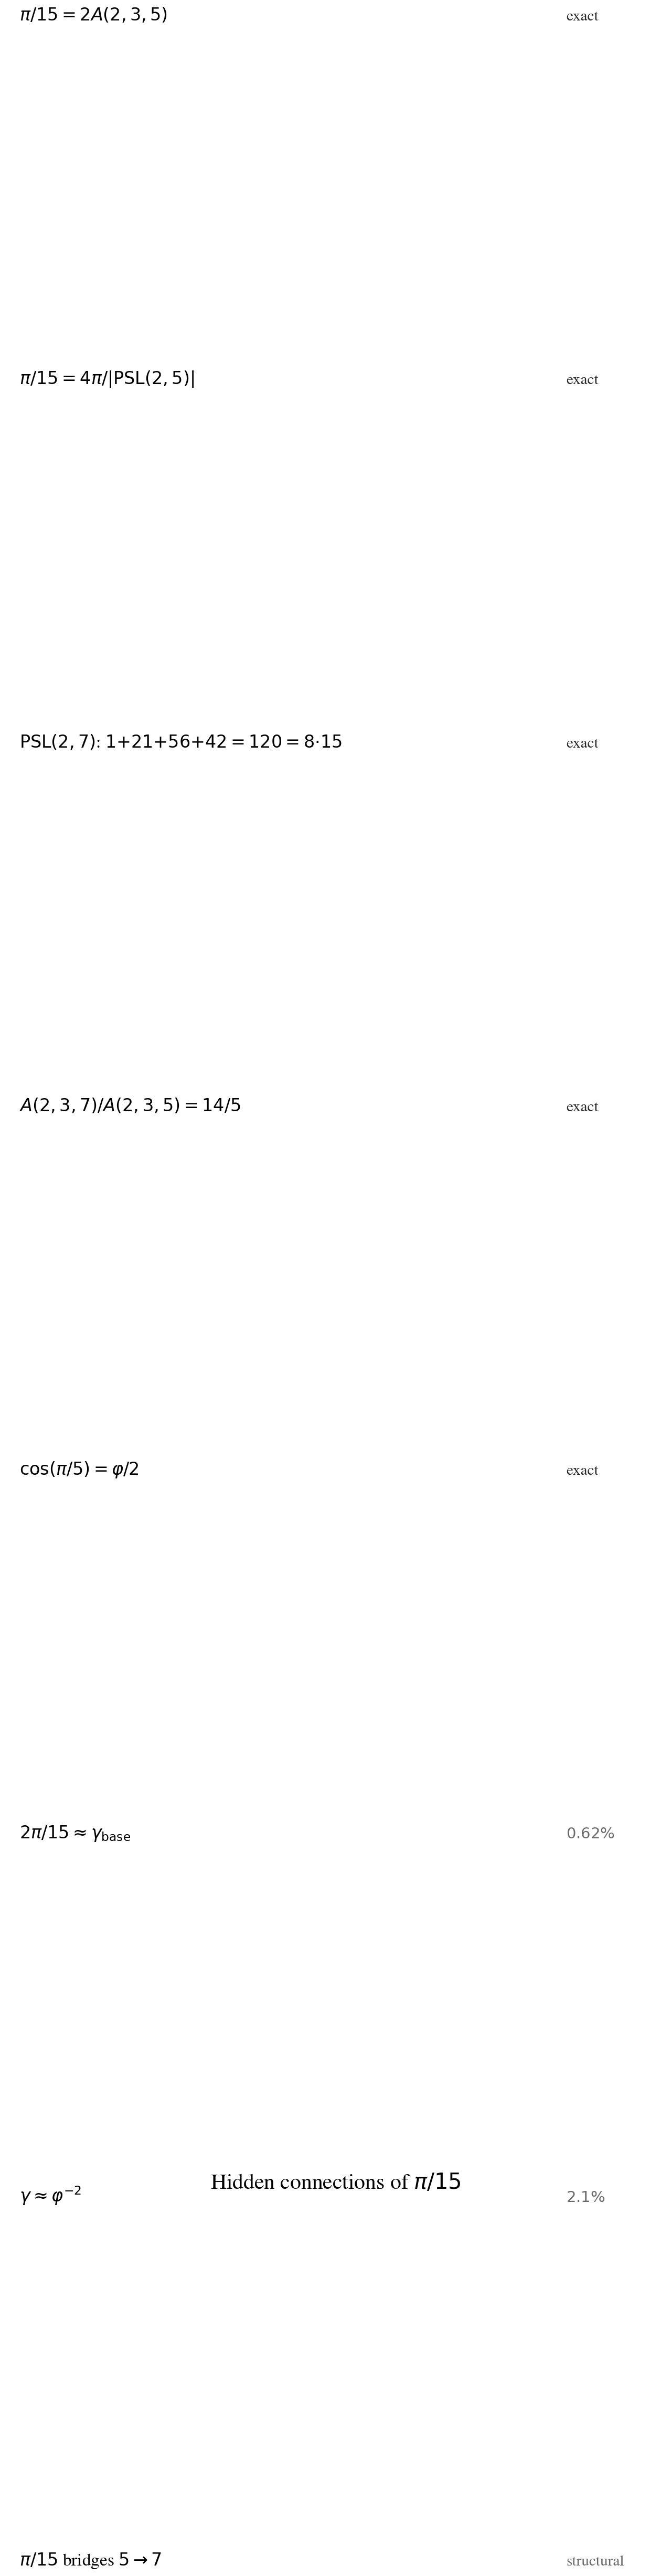 π/15 = 2A(2, 3, 5) exact
π/15 = 4π/|PSL(2, 5)| exact
PSL(2, 7): 1+21+56+42 = 120 = 8·15 exact
A(2, 3, 7)/A(2, 3, 5) = 14/5 exact
cos(π/5) = φ/2 exact
2π/15 ≈ γ_base 0.62%
Hidden connections of π/15
γ ≈ φ⁻² 2.1%
π/15 bridges 5 → 7 structural